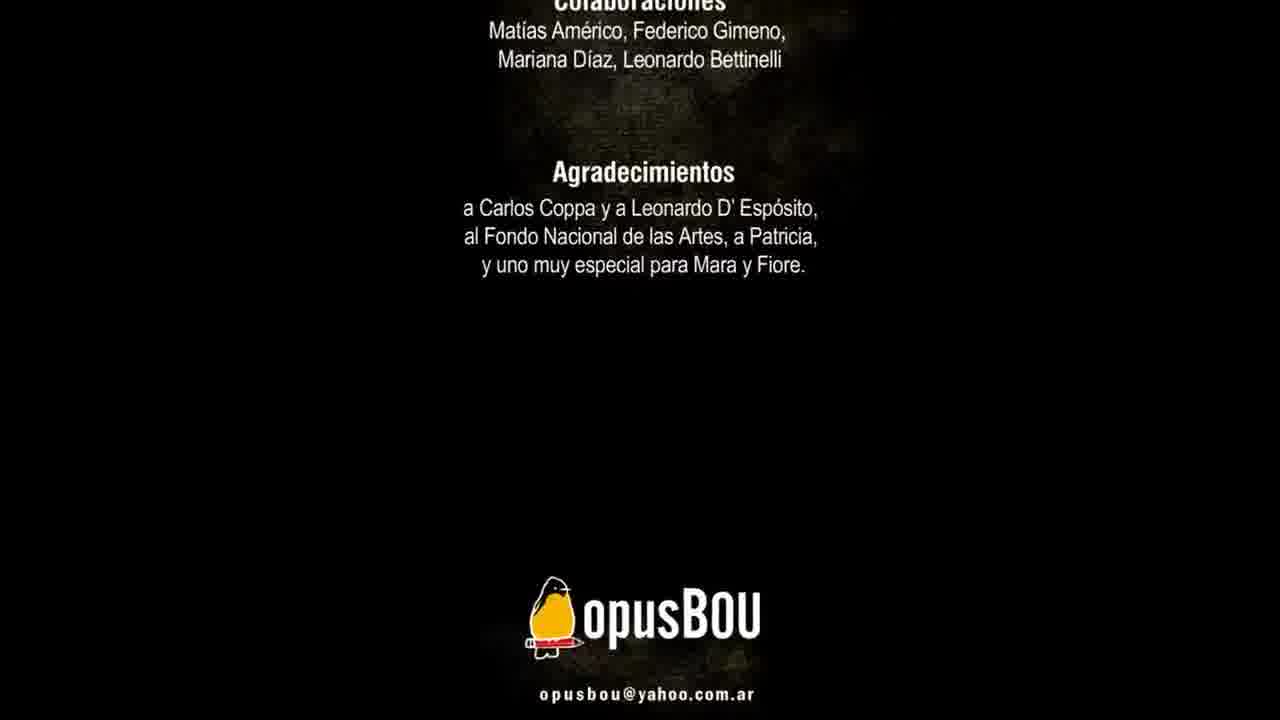 Colaboraciones
Matías Américo, Federico Gimeno,
Mariana Díaz, Leonardo Bettinelli
Agradecimientos
a Carlos Coppa y a Leonardo D' Espósito,
al Fondo Nacional de las Artes, a Patricia,
y uno muy especial para Mara y Fiore.
opusBOU
opusbou@yahoo.com.ar